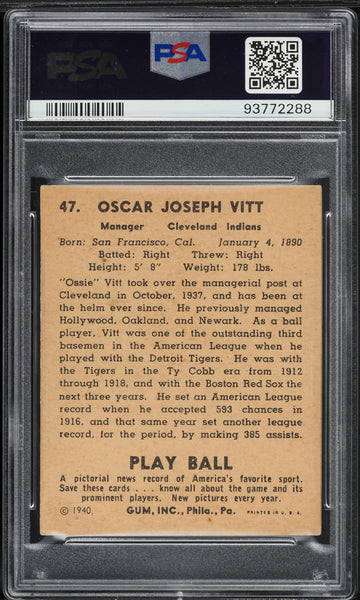 PSA
PSA
93772288
47. OSCAR JOSEPH VITT
Manager Cleveland Indians
Born: San Francisco, Cal. January 4, 1890
Batted: Right Threw: Right
Height: 5' 8" Weight: 178 lbs.
"Ossie" Vitt took over the managerial post at
Cleveland in October, 1937, and has been at
the helm ever since. He previously managed
Hollywood, Oakland, and Newark. As a ball
player, Vitt was one of the outstanding third
basemen in the American League when he
played with the Detroit Tigers. He was with
the Tigers in the Ty Cobb era from 1912
through to 1918, and with the Boston Red Sox the
next three years. He set an American League
record when he accepted 593 chances in
1916, and that same year set another league
record, for the period, by making 385 assists.
PLAY BALL
A pictorial news record of America's favorite sport.
Save these cards . . . know all about the game and its
prominent players. New pictures every year.
© 1940, GUM, INC., Phila., Pa. PRINTED IN U. S. A.